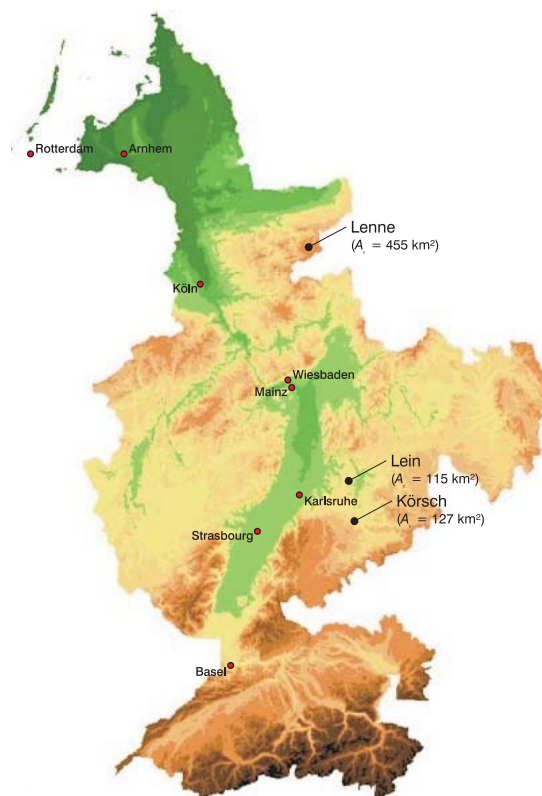 Rotterdam
Arnhem
Lenne
(A꜀ = 455 km²)
Köln
Wiesbaden
Mainz
Lein
(A꜀ = 115 km²)
Karlsruhe
Körsch
(A꜀ = 127 km²)
Strasbourg
Basel